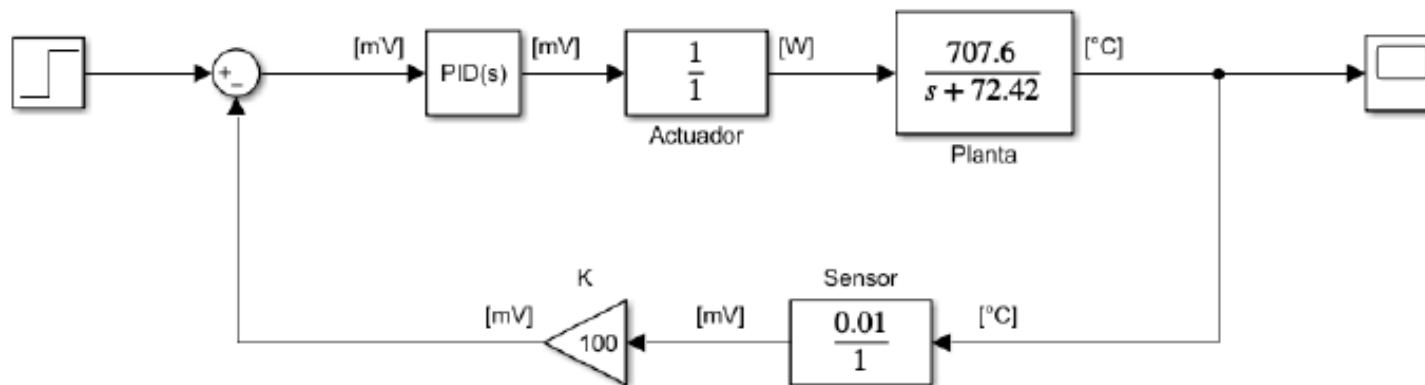 [mV]
PID(s)
[mV]
1
1
Actuador
[W]
707.6
s + 72.42
Planta
[°C]
+
−
[mV]
K
100
[mV]
Sensor
0.01
1
[°C]